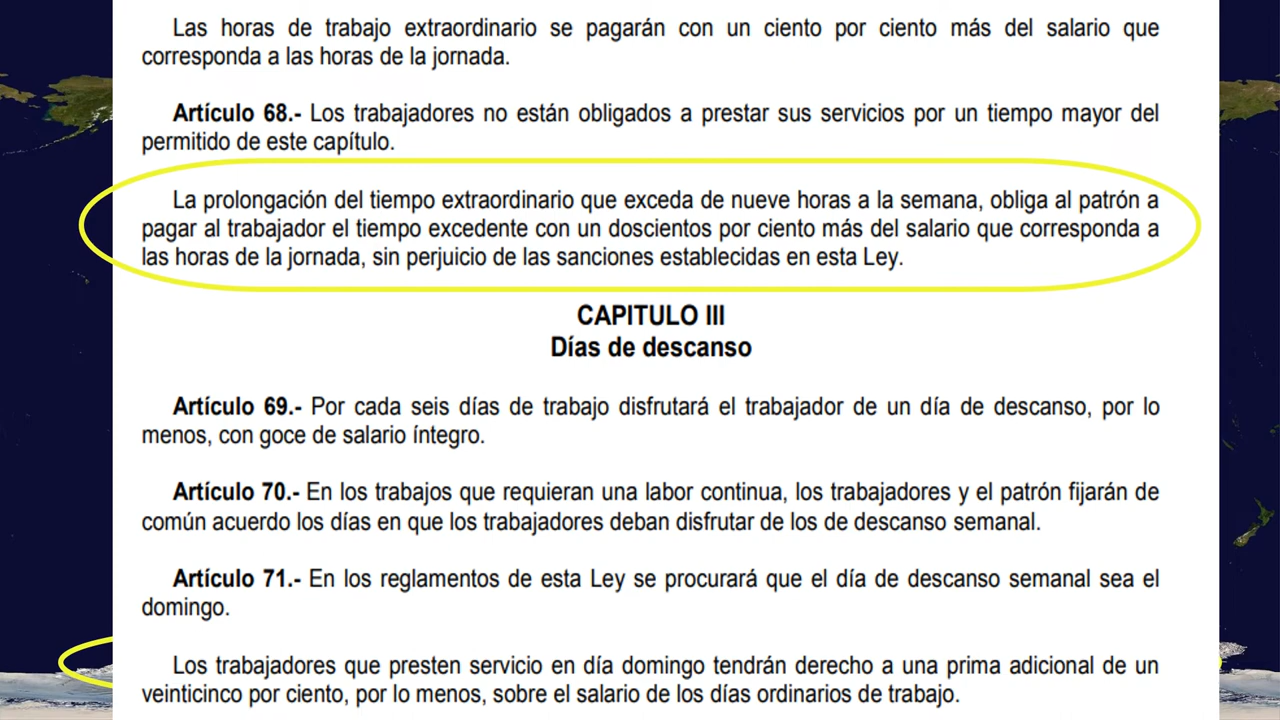 Las horas de trabajo extraordinario se pagarán con un ciento por ciento más del salario que
corresponda a las horas de la jornada.
Artículo 68.- Los trabajadores no están obligados a prestar sus servicios por un tiempo mayor del
permitido de este capítulo.
La prolongación del tiempo extraordinario que exceda de nueve horas a la semana, obliga al patrón a
pagar al trabajador el tiempo excedente con un doscientos por ciento más del salario que corresponda a
las horas de la jornada, sin perjuicio de las sanciones establecidas en esta Ley.
CAPITULO III
Días de descanso
Artículo 69.- Por cada seis días de trabajo disfrutará el trabajador de un día de descanso, por lo
menos, con goce de salario íntegro.
Artículo 70.- En los trabajos que requieran una labor continua, los trabajadores y el patrón fijarán de
común acuerdo los días en que los trabajadores deban disfrutar de los de descanso semanal.
Artículo 71.- En los reglamentos de esta Ley se procurará que el día de descanso semanal sea el
domingo.
Los trabajadores que presten servicio en día domingo tendrán derecho a una prima adicional de un
veinticinco por ciento, por lo menos, sobre el salario de los días ordinarios de trabajo.